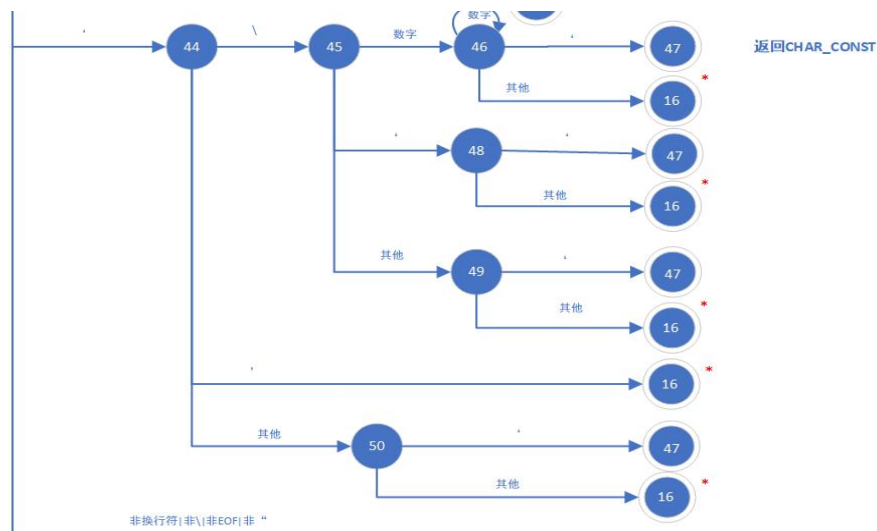 数字
‘ 44 \ 45 数字 46 ‘ 47 返回CHAR_CONST
其他 16 *
‘ 48 ‘ 47
其他 16 *
其他 49 ‘ 47
其他 16 *
‘ 16 *
其他 50 ‘ 47
其他 16 *
非换行符|非\|非EOF|非 “